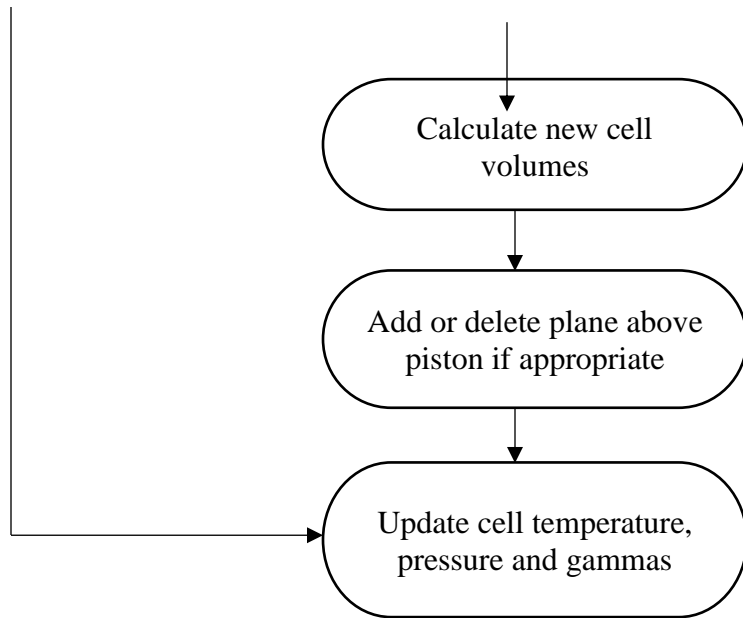 Calculate new cell
volumes
Add or delete plane above
piston if appropriate
Update cell temperature,
pressure and gammas